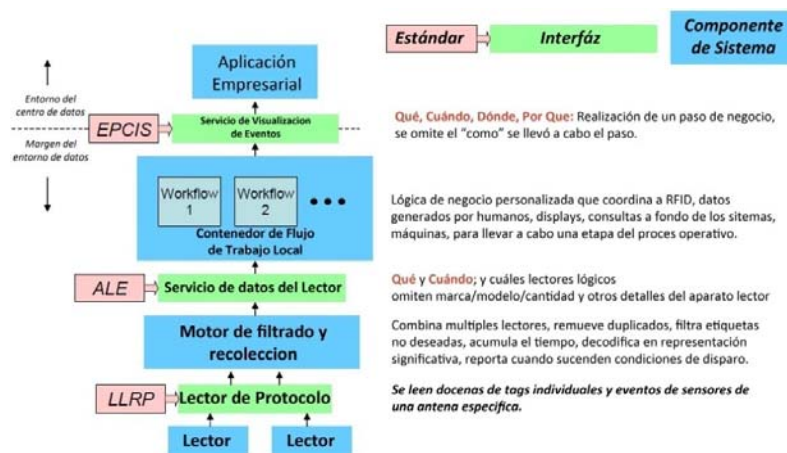 Estándar
Interfáz
Componente
de Sistema
Aplicación
Empresarial
Entorno del
centro de datos
EPCIS
Servicio de Visualizacion
de Eventos
Margen del
entorno de datos
Qué, Cuándo, Dónde, Por Que: Realización de un paso de negocio,
se omite el "como" se llevó a cabo el paso.
Workflow
1
Workflow
2
Contenedor de Flujo
de Trabajo Local
Lógica de negocio personalizada que coordina a RFID, datos
generados por humanos, displays, consultas a fondo de los sitemas,
máquinas, para llevar a cabo una etapa del proces operativo.
ALE
Servicio de datos del Lector
Qué y Cuándo; y cuáles lectores lógicos
omiten marca/modelo/cantidad y otros detalles del aparato lector
Motor de filtrado y
recoleccion
Combina multiples lectores, remueve duplicados, filtra etiquetas
no deseadas, acumula el tiempo, decodifica en representación
significativa, reporta cuando sucenden condiciones de disparo.
LLRP
Lector de Protocolo
Se leen docenas de tags individuales y eventos de sensores de
una antena especifica.
Lector
Lector